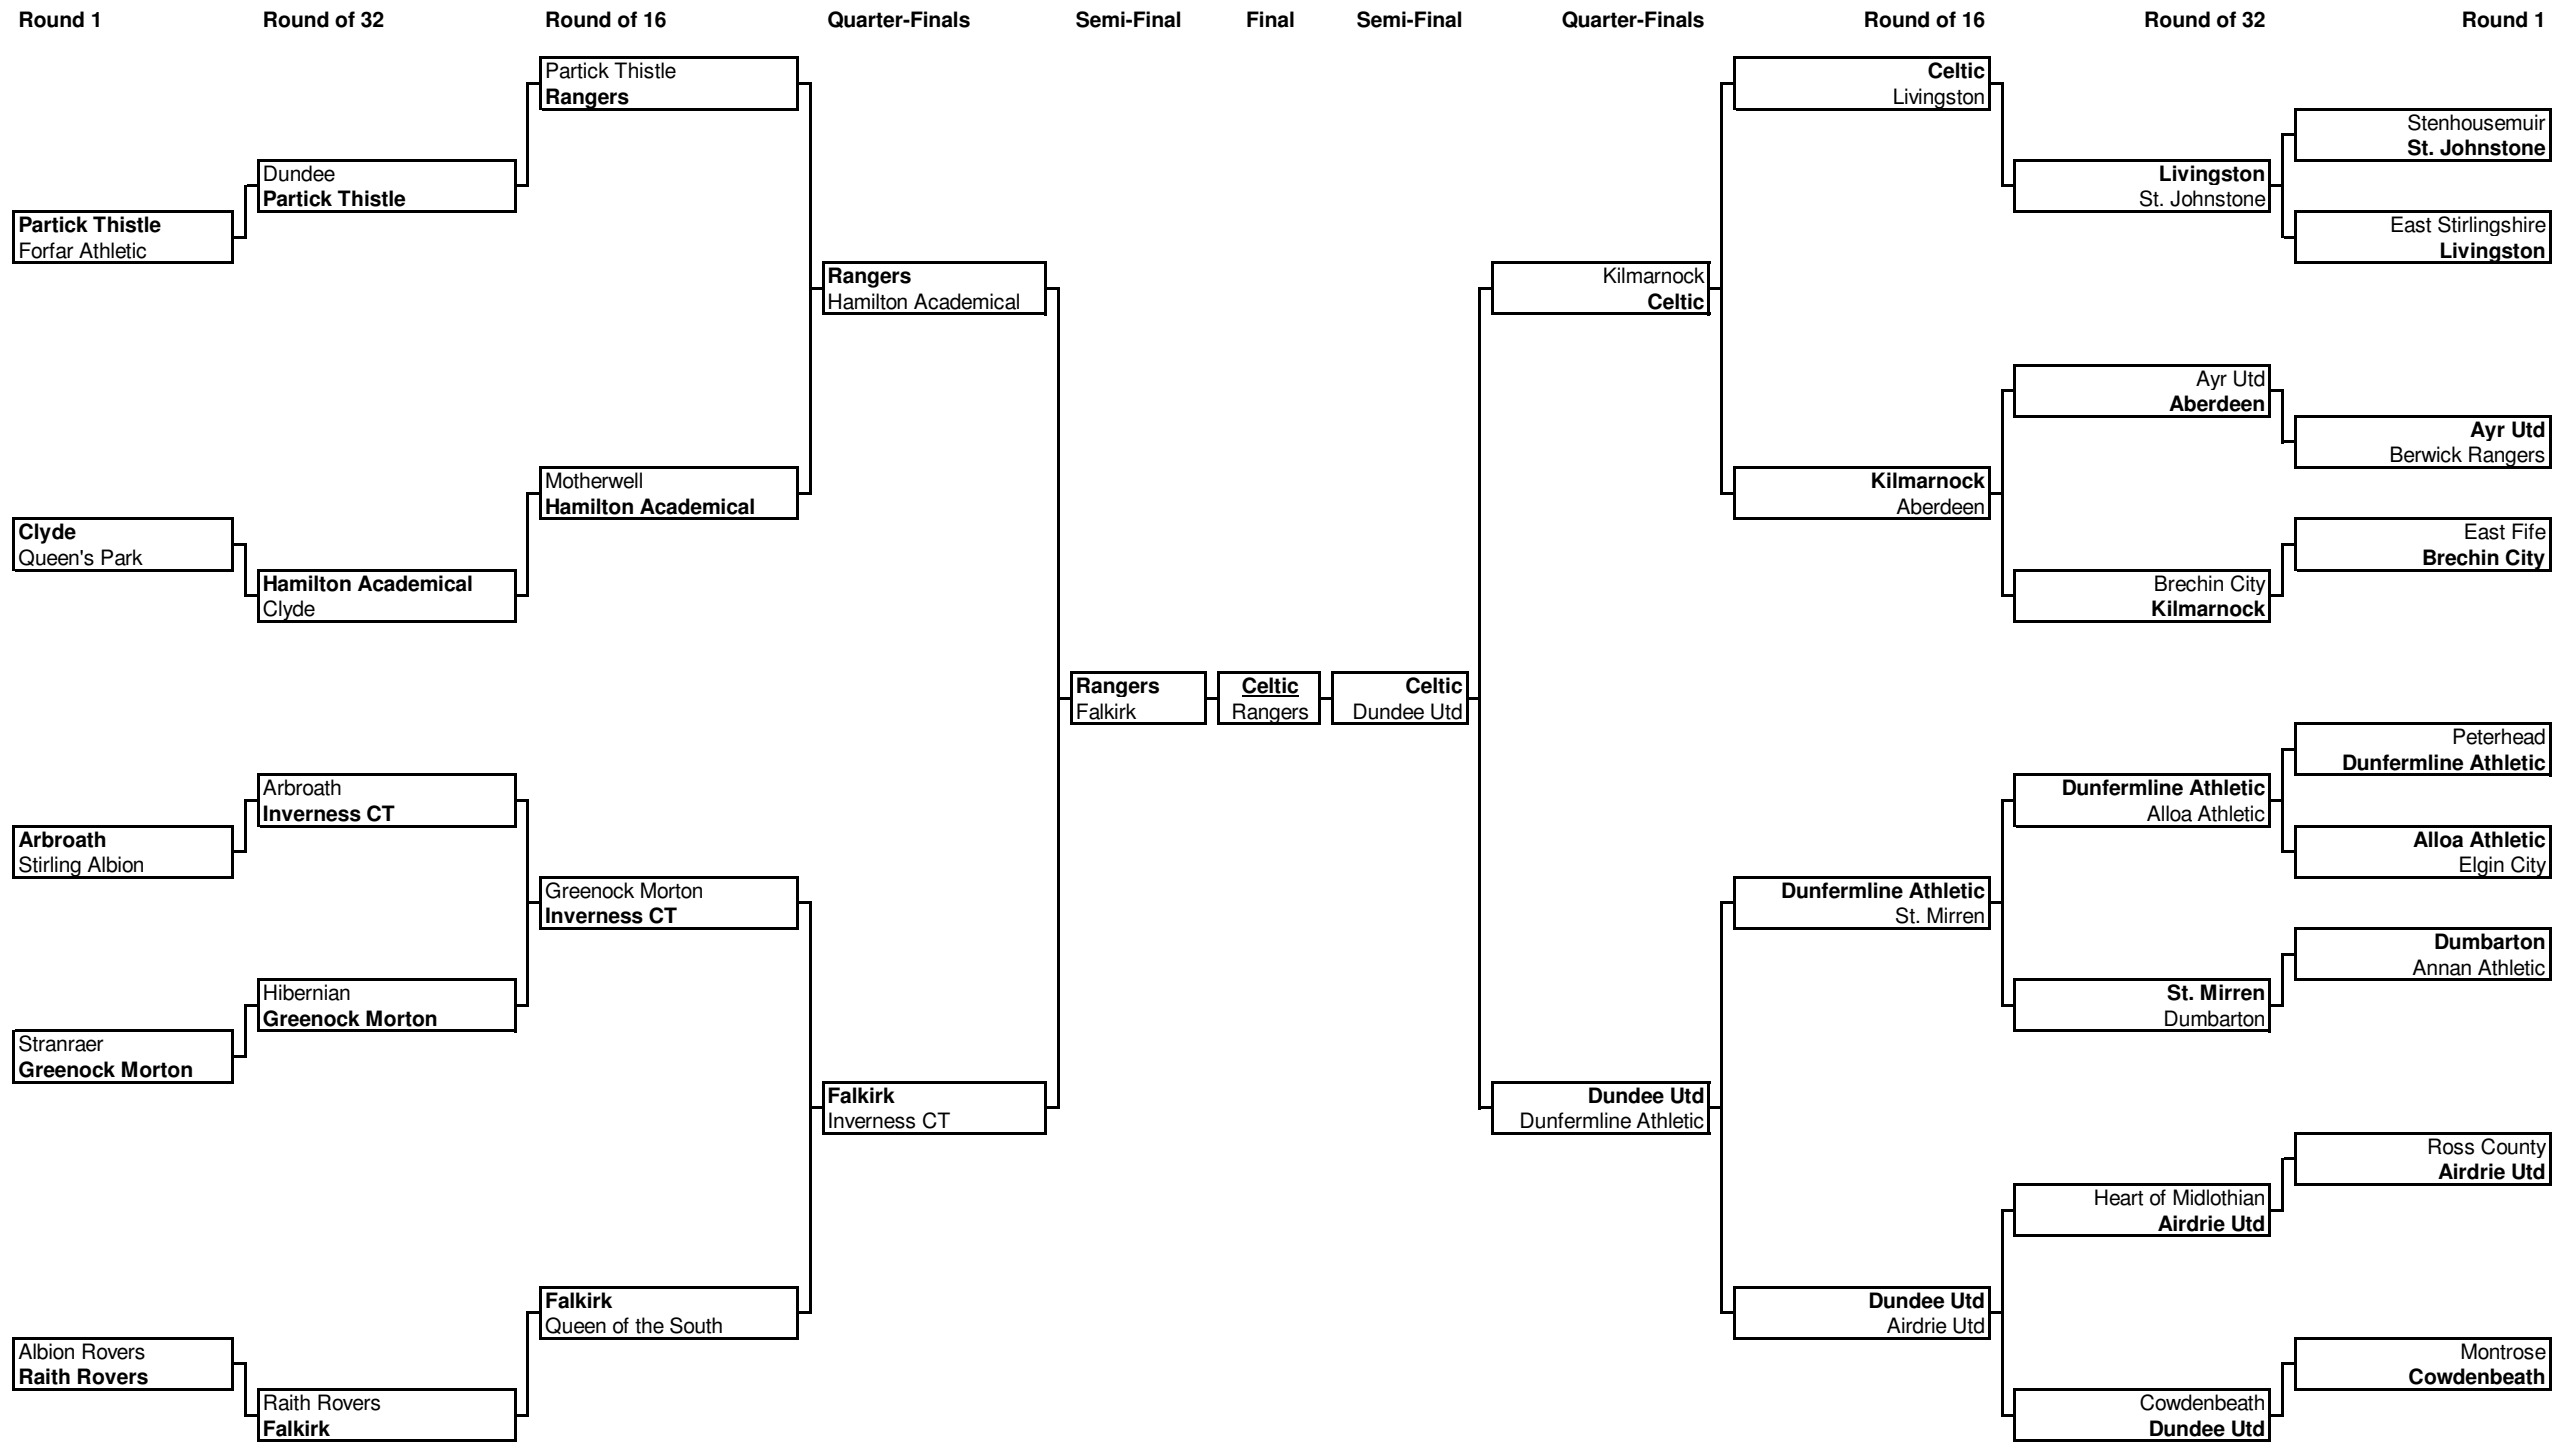 Round 1
Round of 32
Round of 16
Quarter-Finals
Semi-Final
Final
Semi-Final
Quarter-Finals
Round of 16
Round of 32
Round 1
Partick Thistle
Forfar Athletic
Clyde
Queen's Park
Arbroath
Stirling Albion
Stranraer
Greenock Morton
Albion Rovers
Raith Rovers
Dundee
Partick Thistle
Hamilton Academical
Clyde
Arbroath
Inverness CT
Hibernian
Greenock Morton
Raith Rovers
Falkirk
Partick Thistle
Rangers
Motherwell
Hamilton Academical
Greenock Morton
Inverness CT
Falkirk
Queen of the South
Rangers
Hamilton Academical
Falkirk
Inverness CT
Rangers
Falkirk
Celtic
Rangers
Celtic
Dundee Utd
Kilmarnock
Celtic
Dundee Utd
Dunfermline Athletic
Celtic
Livingston
Kilmarnock
Aberdeen
Dunfermline Athletic
St. Mirren
Dundee Utd
Airdrie Utd
Livingston
St. Johnstone
Ayr Utd
Aberdeen
Brechin City
Kilmarnock
Dunfermline Athletic
Alloa Athletic
St. Mirren
Dumbarton
Heart of Midlothian
Airdrie Utd
Cowdenbeath
Dundee Utd
Stenhousemuir
St. Johnstone
East Stirlingshire
Livingston
Ayr Utd
Berwick Rangers
East Fife
Brechin City
Peterhead
Dunfermline Athletic
Alloa Athletic
Elgin City
Dumbarton
Annan Athletic
Ross County
Airdrie Utd
Montrose
Cowdenbeath